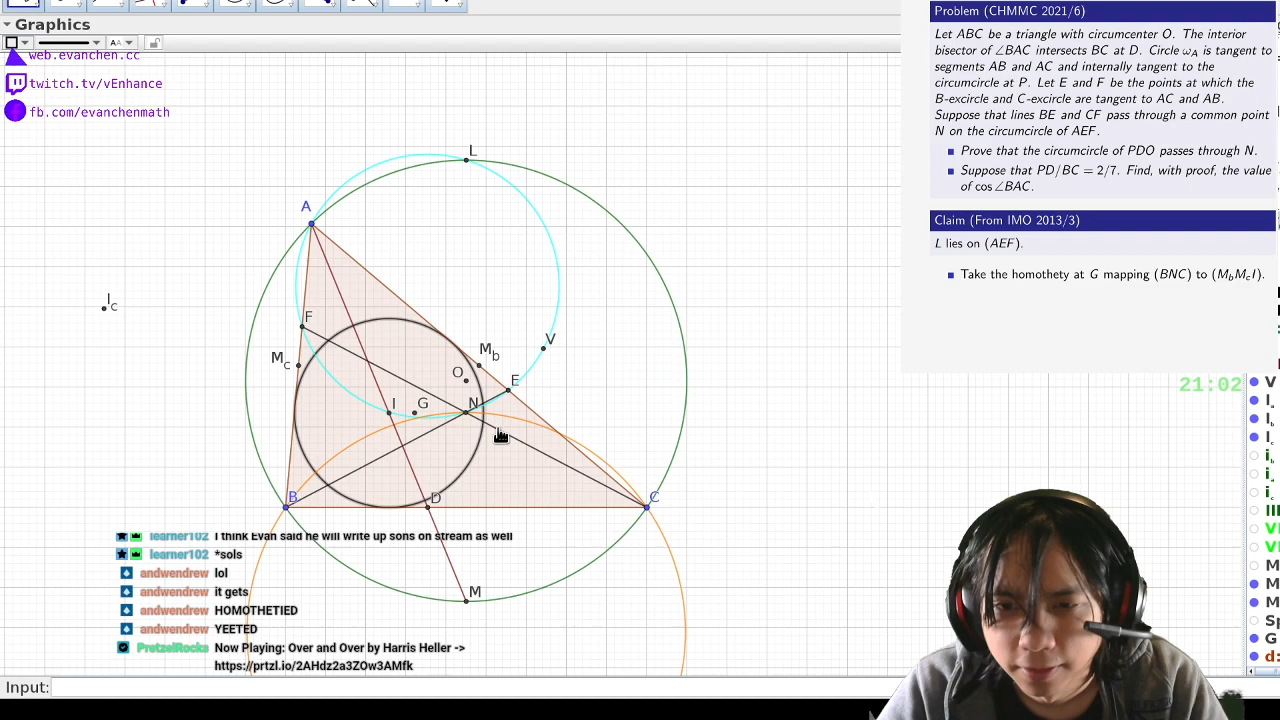 Graphics
web.evanchen.cc
twitch.tv/vEnhance
fb.com/evanchenmath
Problem (CHMMC 2021/6)
Let ABC be a triangle with circumcenter O. The interior
bisector of ∠BAC intersects BC at D. Circle ω_A is tangent to
segments AB and AC and internally tangent to the
circumcircle at P. Let E and F be the points at which the
B-excircle and C-excircle are tangent to AC and AB.
Suppose that lines BE and CF pass through a common point
N on the circumcircle of AEF.
Prove that the circumcircle of PDO passes through N.
Suppose that PD/BC = 2/7. Find, with proof, the value
of cos ∠BAC.
Claim (From IMO 2013/3)
L lies on (AEF).
Take the homothety at G mapping (BNC) to (M_bM_cI).
L
A
I_c
F
V
M_c
M_b
O
E
I
G
N
B
D
C
M
21:02
learner102 I think Evan said he will write up sons on stream as well
learner102 *sols
andwendrew lol
andwendrew it gets
andwendrew HOMOTHETIED
andwendrew YEETED
PretzelRocks Now Playing: Over and Over by Harris Heller ->
https://prtzl.io/2AHdz2a3ZOw3AMfk
Input:
V
G